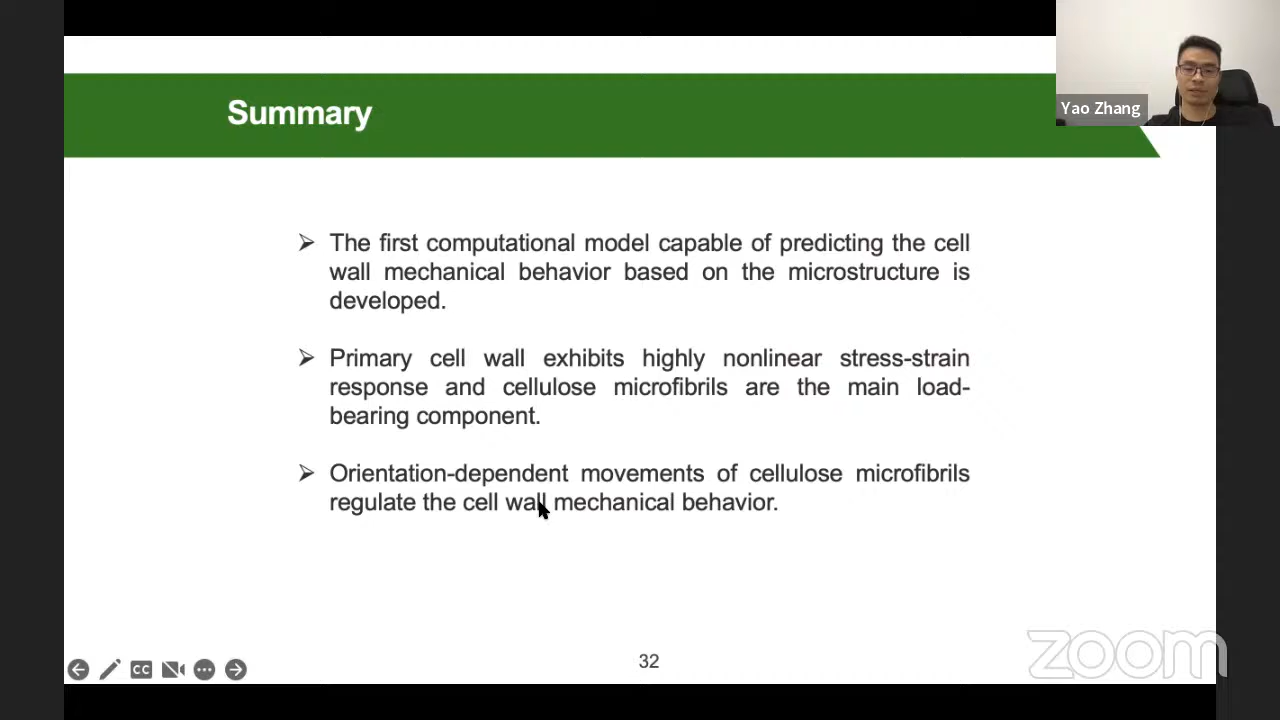 Summary
Yao Zhang
➢ The first computational model capable of predicting the cell
wall mechanical behavior based on the microstructure is
developed.
➢ Primary cell wall exhibits highly nonlinear stress-strain
response and cellulose microfibrils are the main load-
bearing component.
➢ Orientation-dependent movements of cellulose microfibrils
regulate the cell wall mechanical behavior.
CC
32
zoom